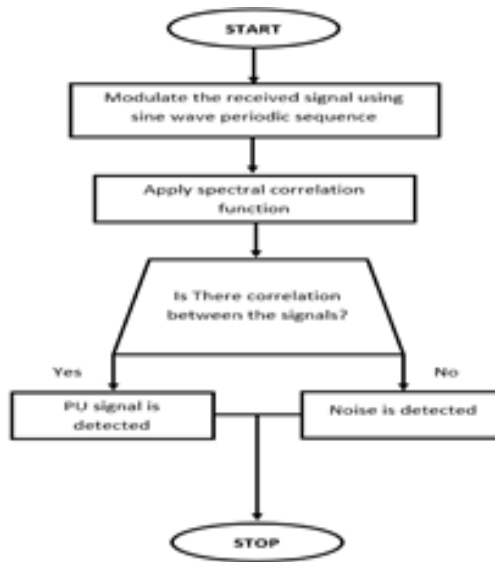 START
Modulate the received signal using
sine wave periodic sequence
Apply spectral correlation
function
Is There correlation
between the signals?
Yes
No
PU signal is
detected
Noise is detected
STOP